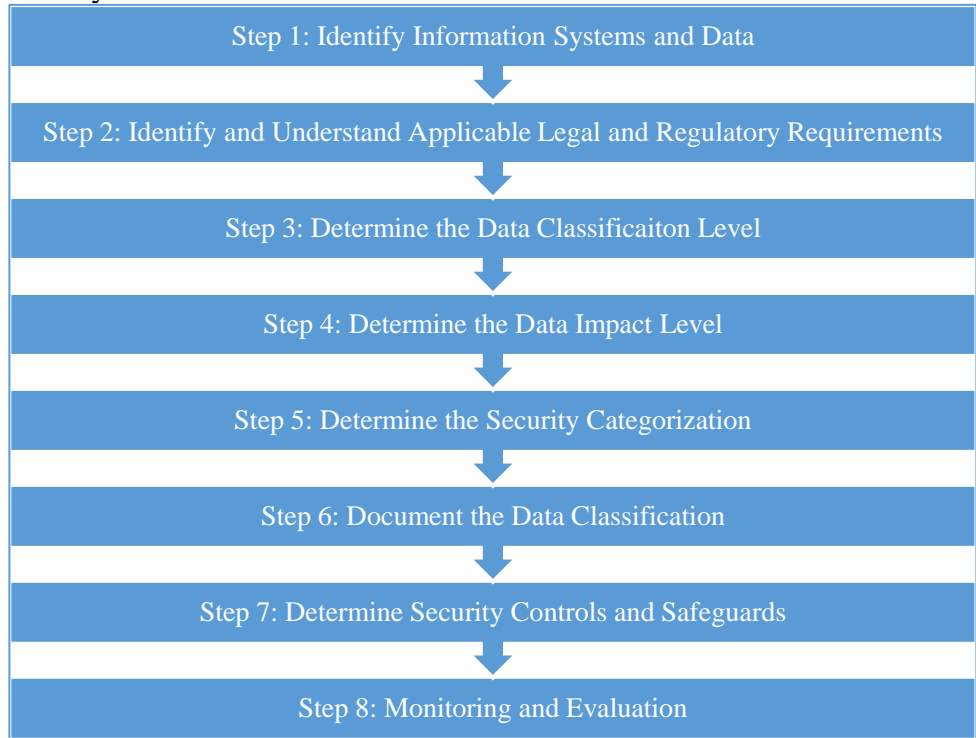 Step 1: Identify Information Systems and Data
Step 2: Identify and Understand Applicable Legal and Regulatory Requirements
Step 3: Determine the Data Classificaiton Level
Step 4: Determine the Data Impact Level
Step 5: Determine the Security Categorization
Step 6: Document the Data Classification
Step 7: Determine Security Controls and Safeguards
Step 8: Monitoring and Evaluation